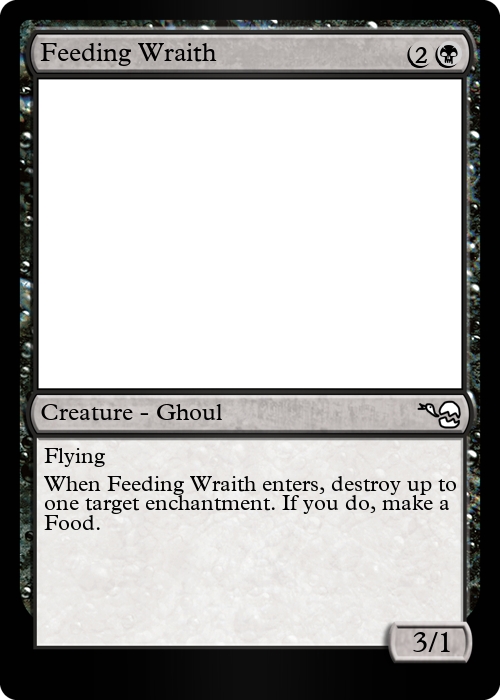 Feeding Wraith 2
Creature - Ghoul
Flying
When Feeding Wraith enters, destroy up to
one target enchantment. If you do, make a
Food.
3/1